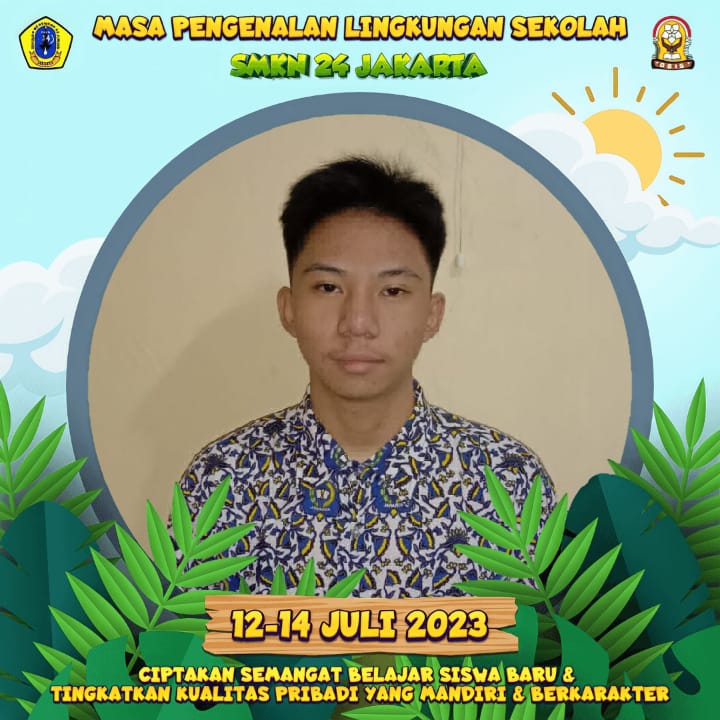 MASA PENGENALAN LINGKUNGAN SEKOLAH
SMKN 24 JAKARTA
OSIS
12-14 JULI 2023
CIPTAKAN SEMANGAT BELAJAR SISWA BARU &
TINGKATKAN KUALITAS PRIBADI YANG MANDIRI & BERKARAKTER